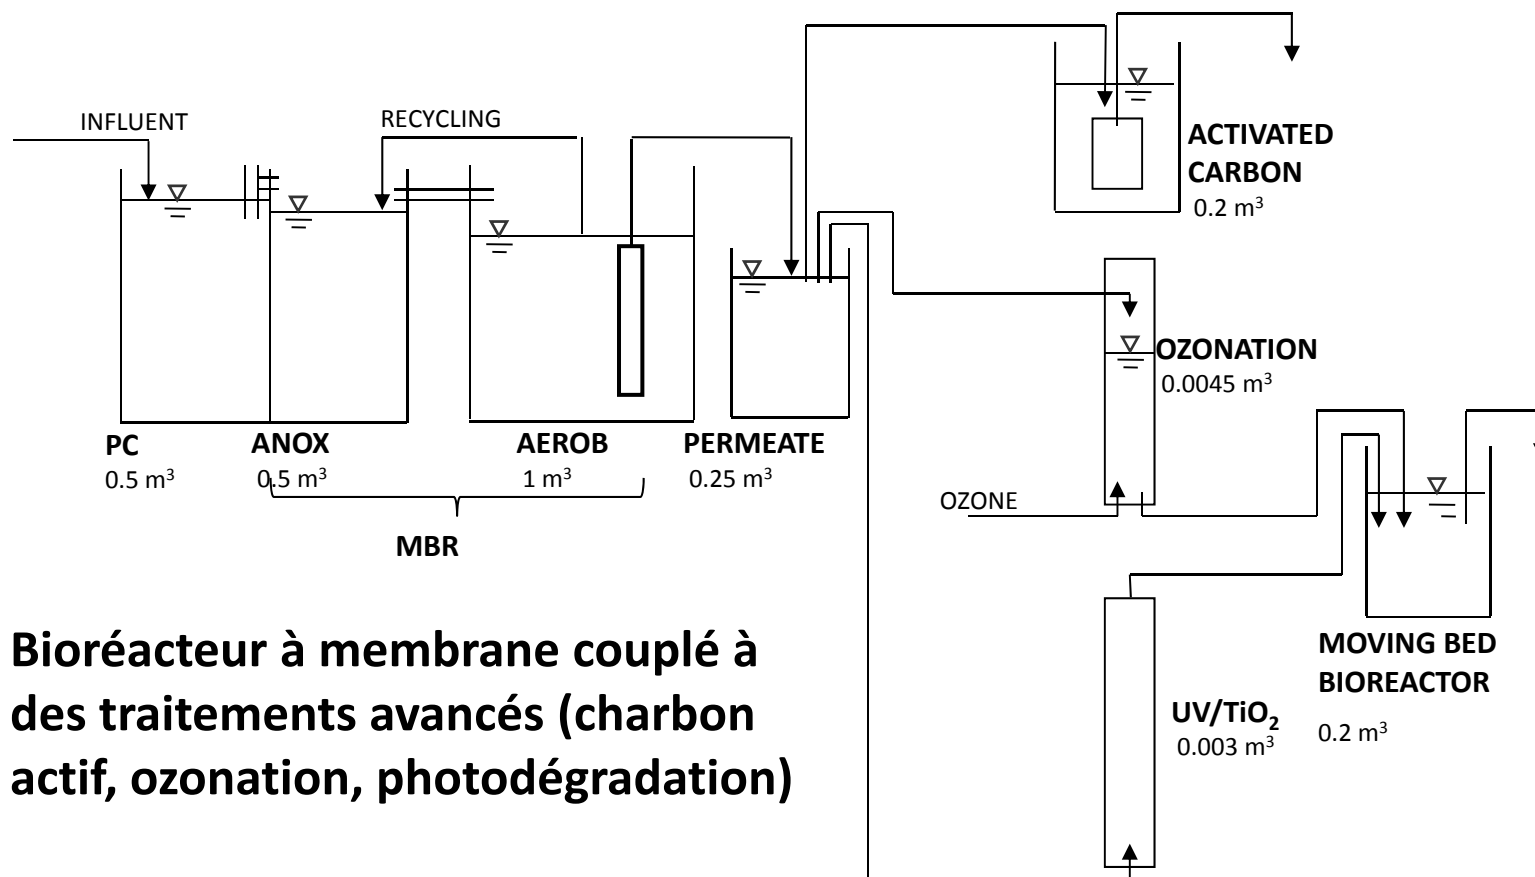 INFLUENT
RECYCLING
ACTIVATED
CARBON
0.2 m³
OZONATION
0.0045 m³
PC
0.5 m³
ANOX
0.5 m³
AEROB
1 m³
PERMEATE
0.25 m³
OZONE
MBR
MOVING BED
BIOREACTOR
0.2 m³
UV/TiO₂
0.003 m³
Bioréacteur à membrane couplé à
des traitements avancés (charbon
actif, ozonation, photodégradation)